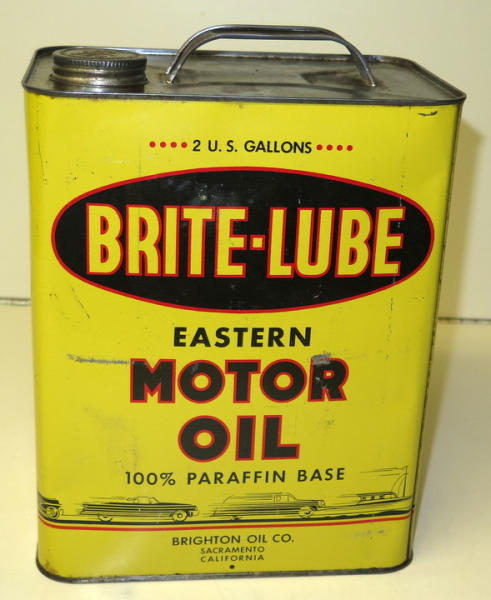 •••• 2 U. S. GALLONS ••••
BRITE-LUBE
EASTERN
MOTOR
OIL
100% PARAFFIN BASE
BRIGHTON OIL CO.
SACRAMENTO
CALIFORNIA